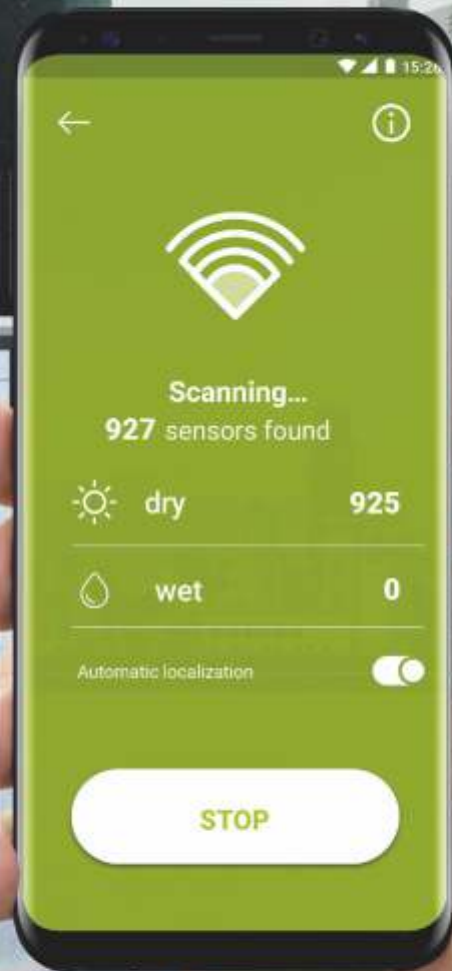 15:26
Scanning...
927 sensors found
dry 925
wet 0
Automatic localization
STOP